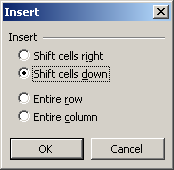 Insert
Insert
Shift cells right
Shift cells down
Entire row
Entire column
OK Cancel